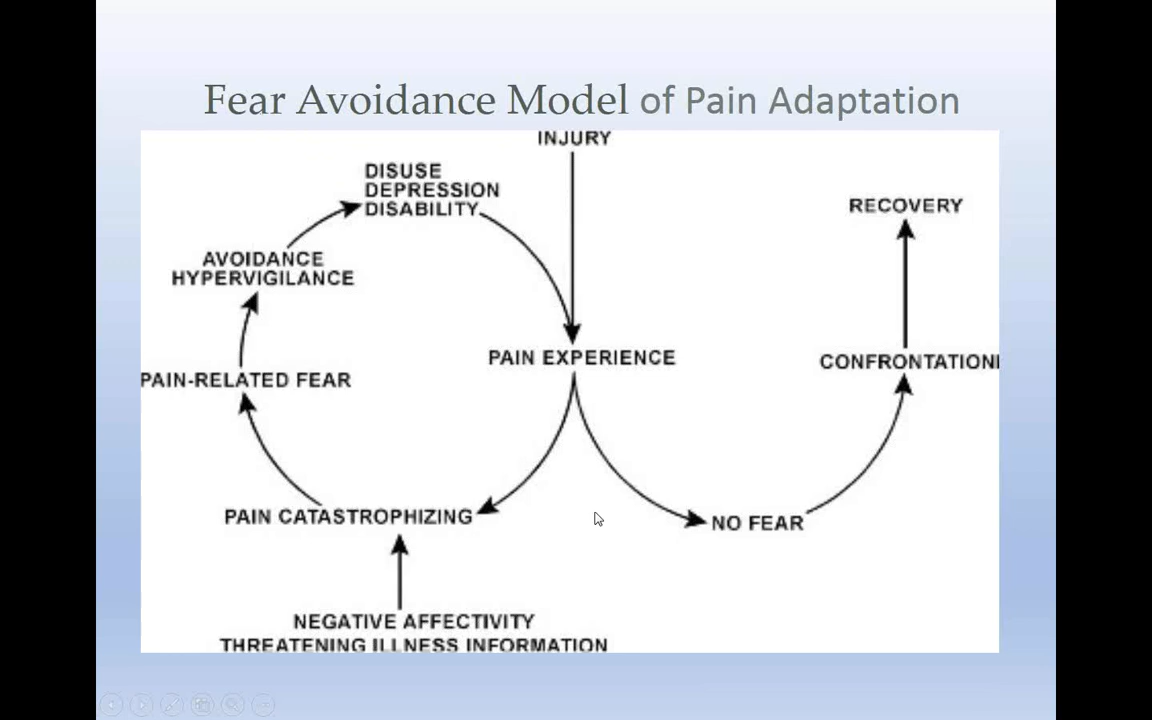 Fear Avoidance Model of Pain Adaptation
INJURY
DISUSE
DEPRESSION
DISABILITY
RECOVERY
AVOIDANCE
HYPERVIGILANCE
PAIN EXPERIENCE
CONFRONTATION
PAIN-RELATED FEAR
PAIN CATASTROPHIZING
NO FEAR
NEGATIVE AFFECTIVITY
THREATENING ILLNESS INFORMATION